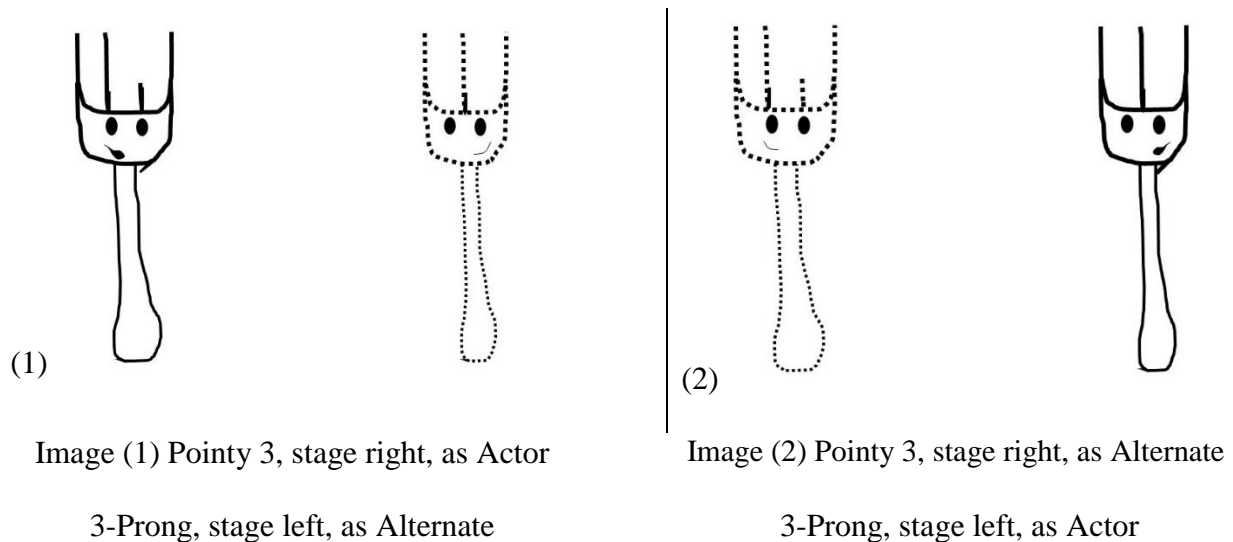 (1)
Image (1) Pointy 3, stage right, as Actor
3-Prong, stage left, as Alternate
(2)
Image (2) Pointy 3, stage right, as Alternate
3-Prong, stage left, as Actor